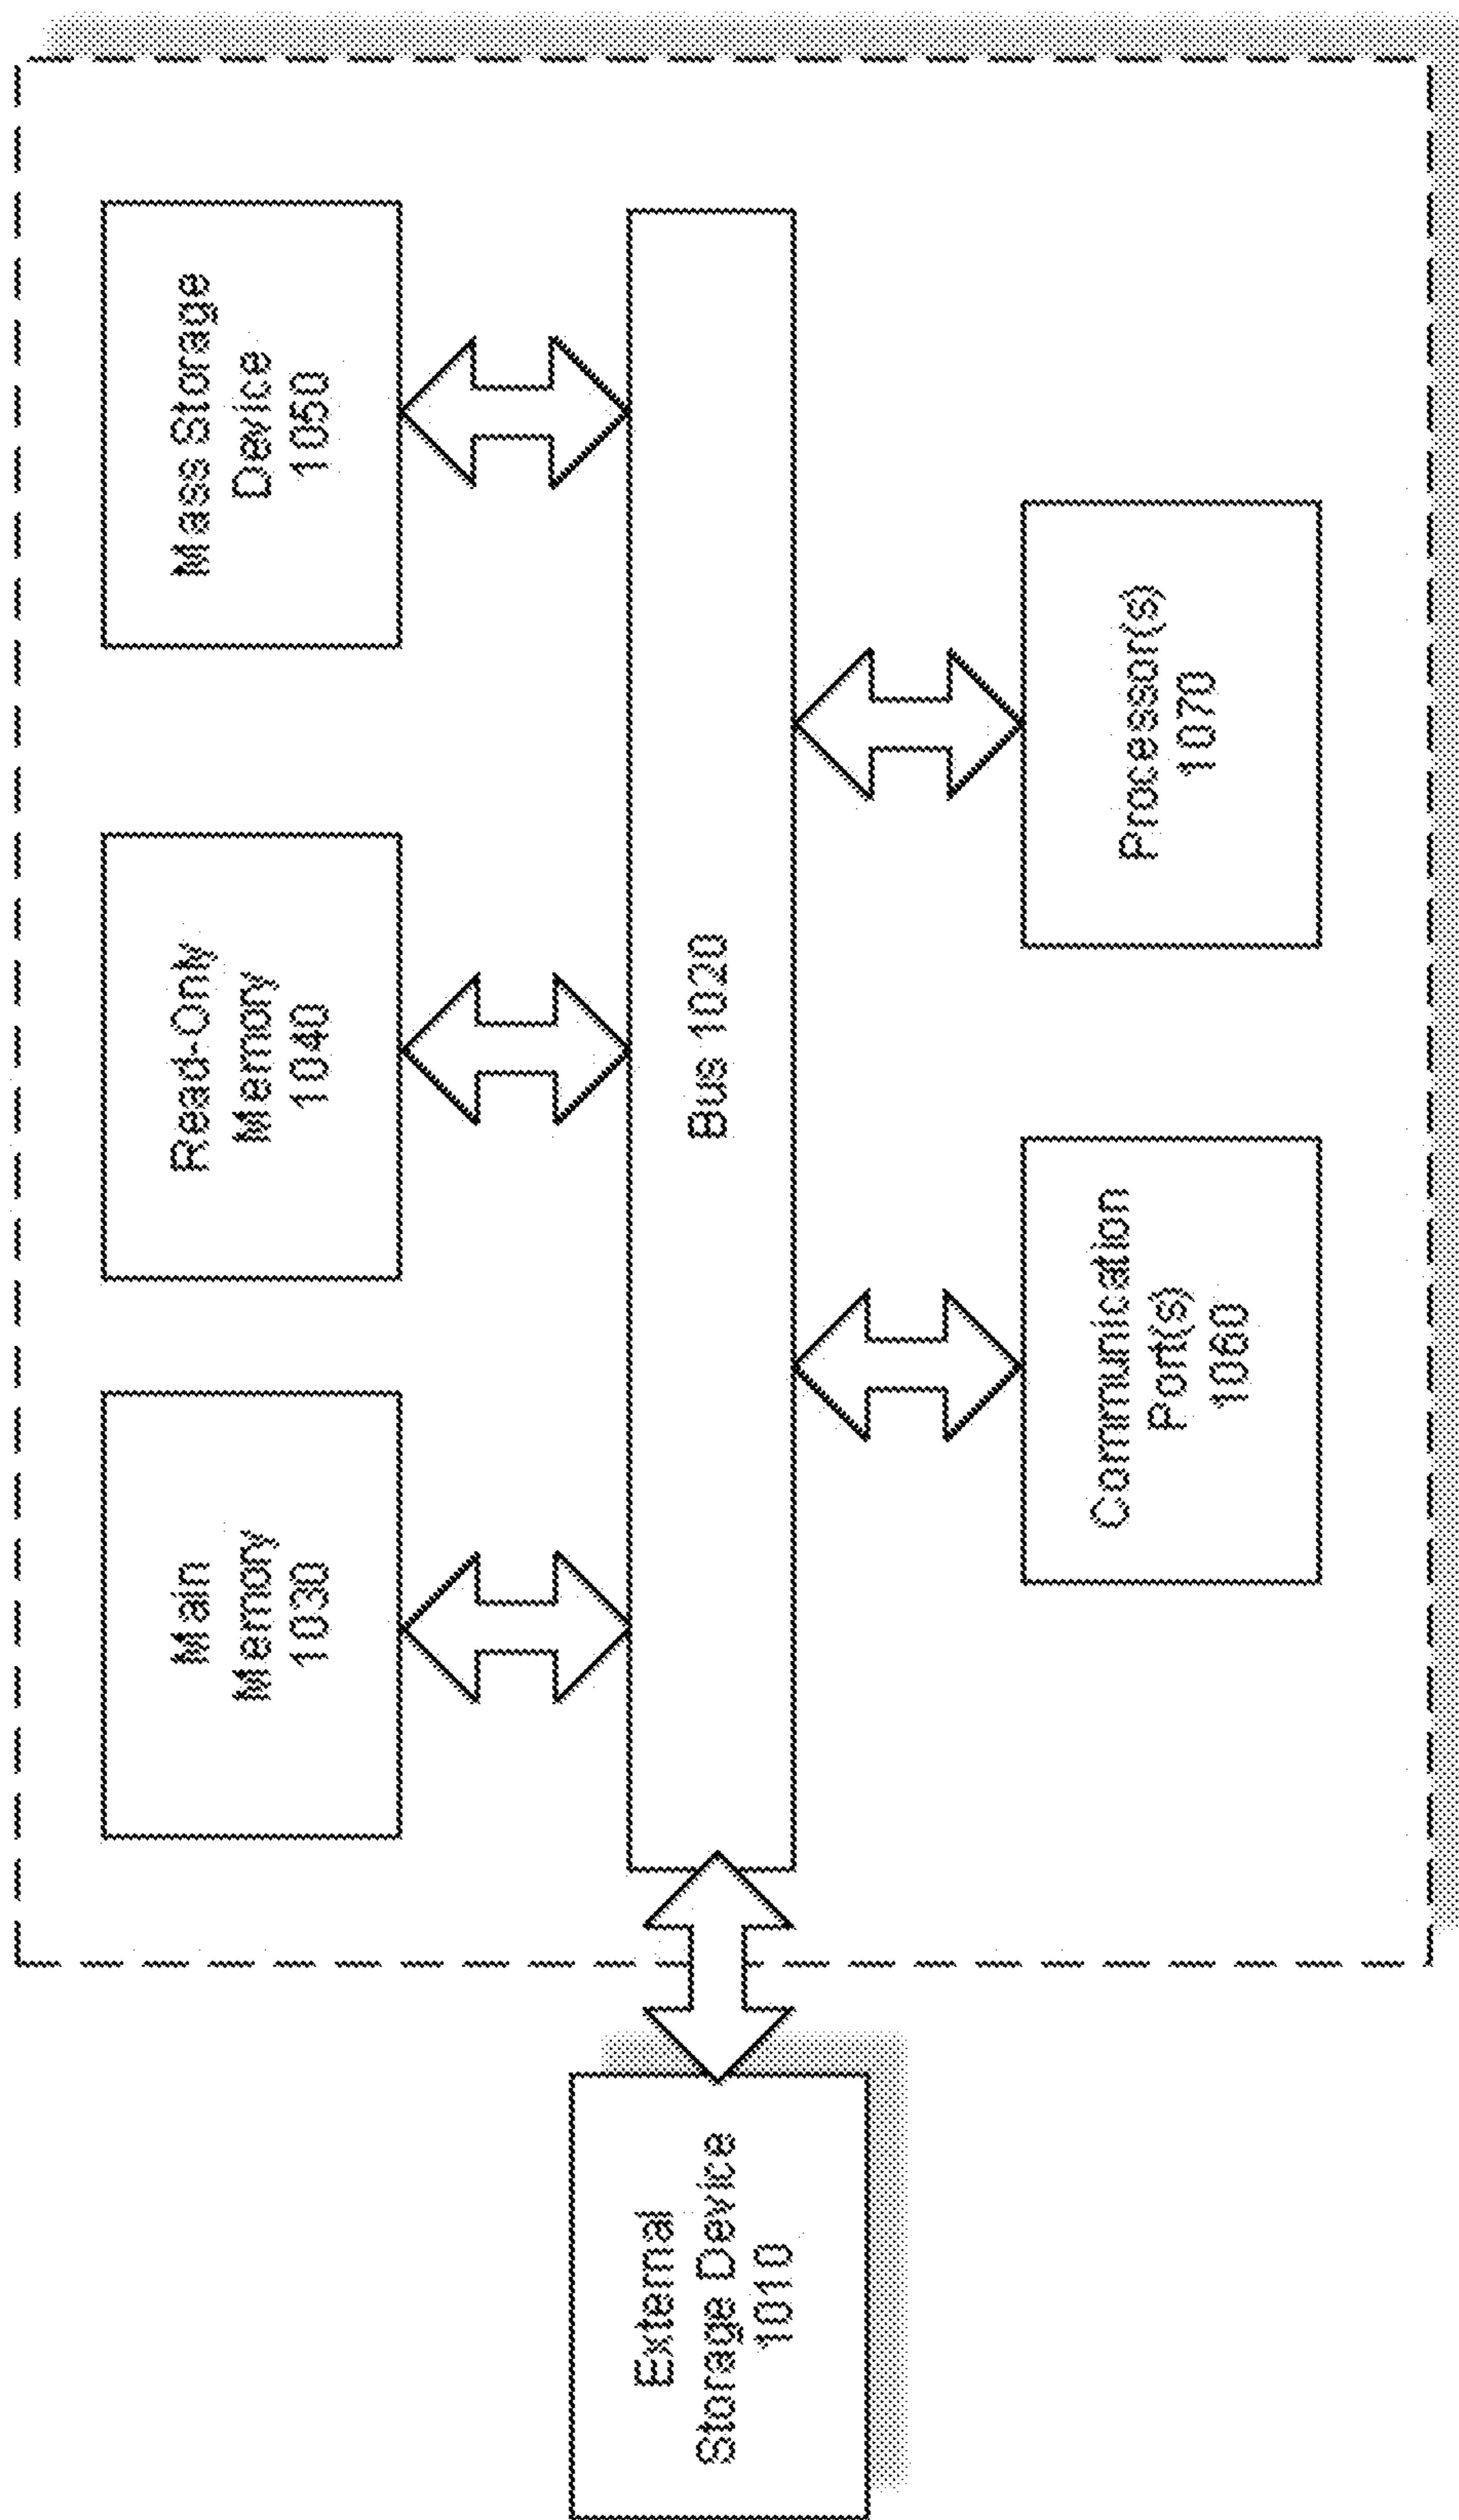 Main
Memory
1030
Read-Only
Memory
1040
Mass Storage
Device
1050
External
Storage Device
1010
Bus 1020
Communication
Port(s)
1060
Processor(s)
1070